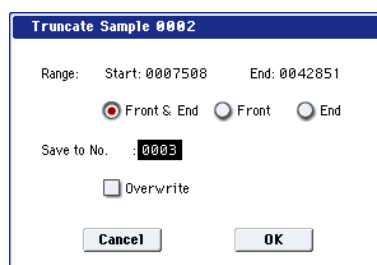 Truncate Sample 0002
Range: Start: 0007508 End: 0042851
Front & End Front End
Save to No. : 0003
Overwrite
Cancel OK